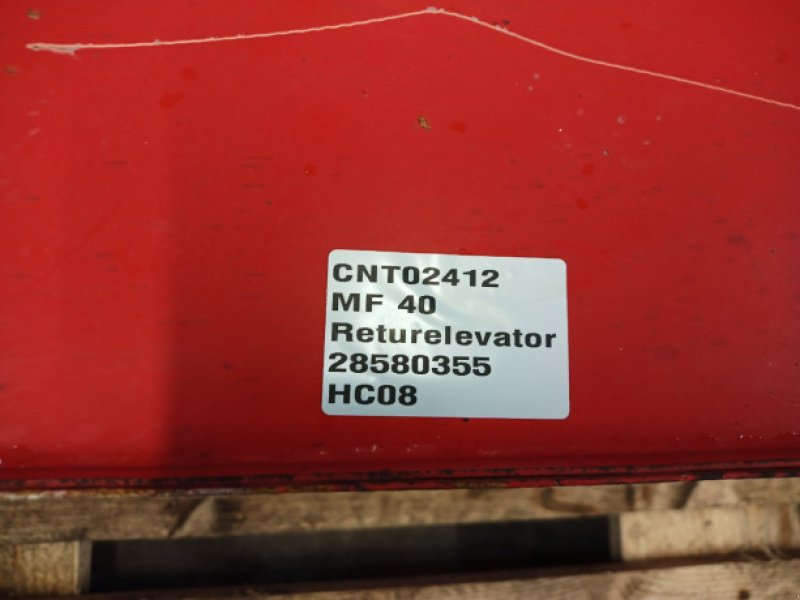 CNT02412
MF 40
Returelevator
28580355
HC08